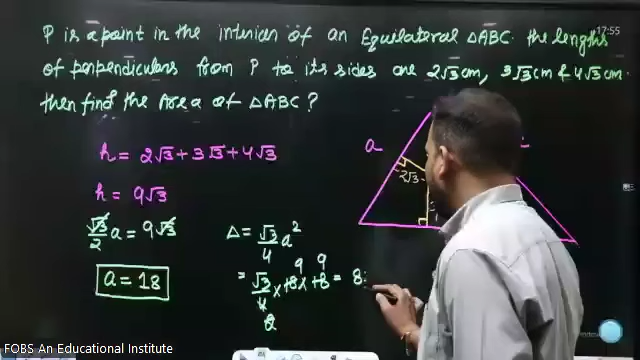 P is a point in the interior of an Equilateral ΔABC. the lengths
of perpendiculars from P to its sides are 2√3 cm, 3√3 cm & 4√3 cm.
then find the Area of ΔABC ?
17:55
h = 2√3 + 3√3 + 4√3
h = 9√3
√3/2 a = 9√3
a = 18
Δ = √3/4 a²
= √3/4 × 18 × 18 = 8
9 9
2
a
2√3
FOBS An Educational Institute